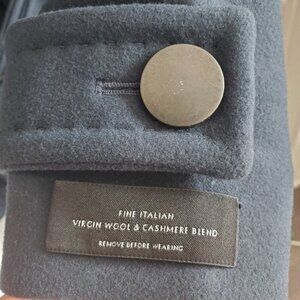 FINE ITALIAN
VIRGIN WOOL & CASHMERE BLEND
REMOVE BEFORE WEARING